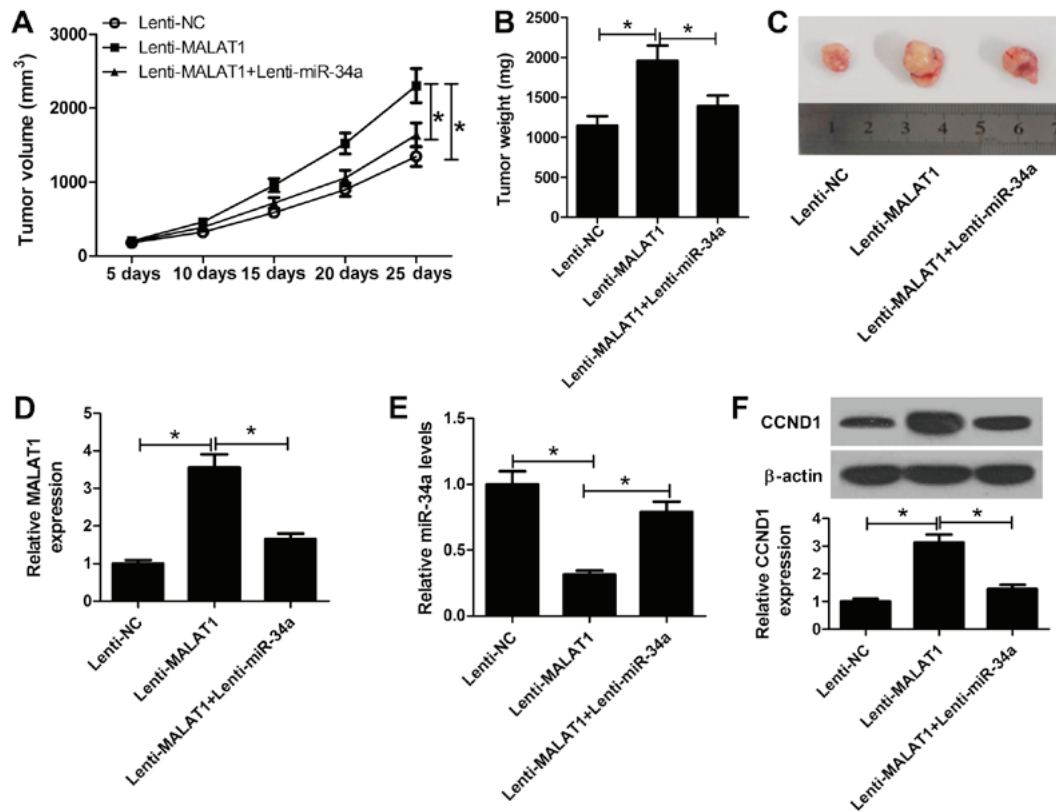 A
Lenti-NC
Lenti-MALAT1
Lenti-MALAT1+Lenti-miR-34a
Tumor volume (mm³)
3000
2000
1000
0
5 days 10 days 15 days 20 days 25 days
*
*
B
Tumor weight (mg)
2500
2000
1500
1000
500
0
* *
Lenti-NC
Lenti-MALAT1
Lenti-MALAT1+Lenti-miR-34a
C
1 2 3 4 5 6 7
Lenti-NC
Lenti-MALAT1
Lenti-MALAT1+Lenti-miR-34a
D
Relative MALAT1
expression
5
4
3
2
1
0
* *
Lenti-NC
Lenti-MALAT1
Lenti-MALAT1+Lenti-miR-34a
E
Relative miR-34a levels
1.5
1.0
0.5
0.0
*
*
Lenti-NC
Lenti-MALAT1
Lenti-MALAT1+Lenti-miR-34a
F
CCND1
β-actin
Relative CCND1
expression
4
3
2
1
0
* *
Lenti-NC
Lenti-MALAT1
Lenti-MALAT1+Lenti-miR-34a